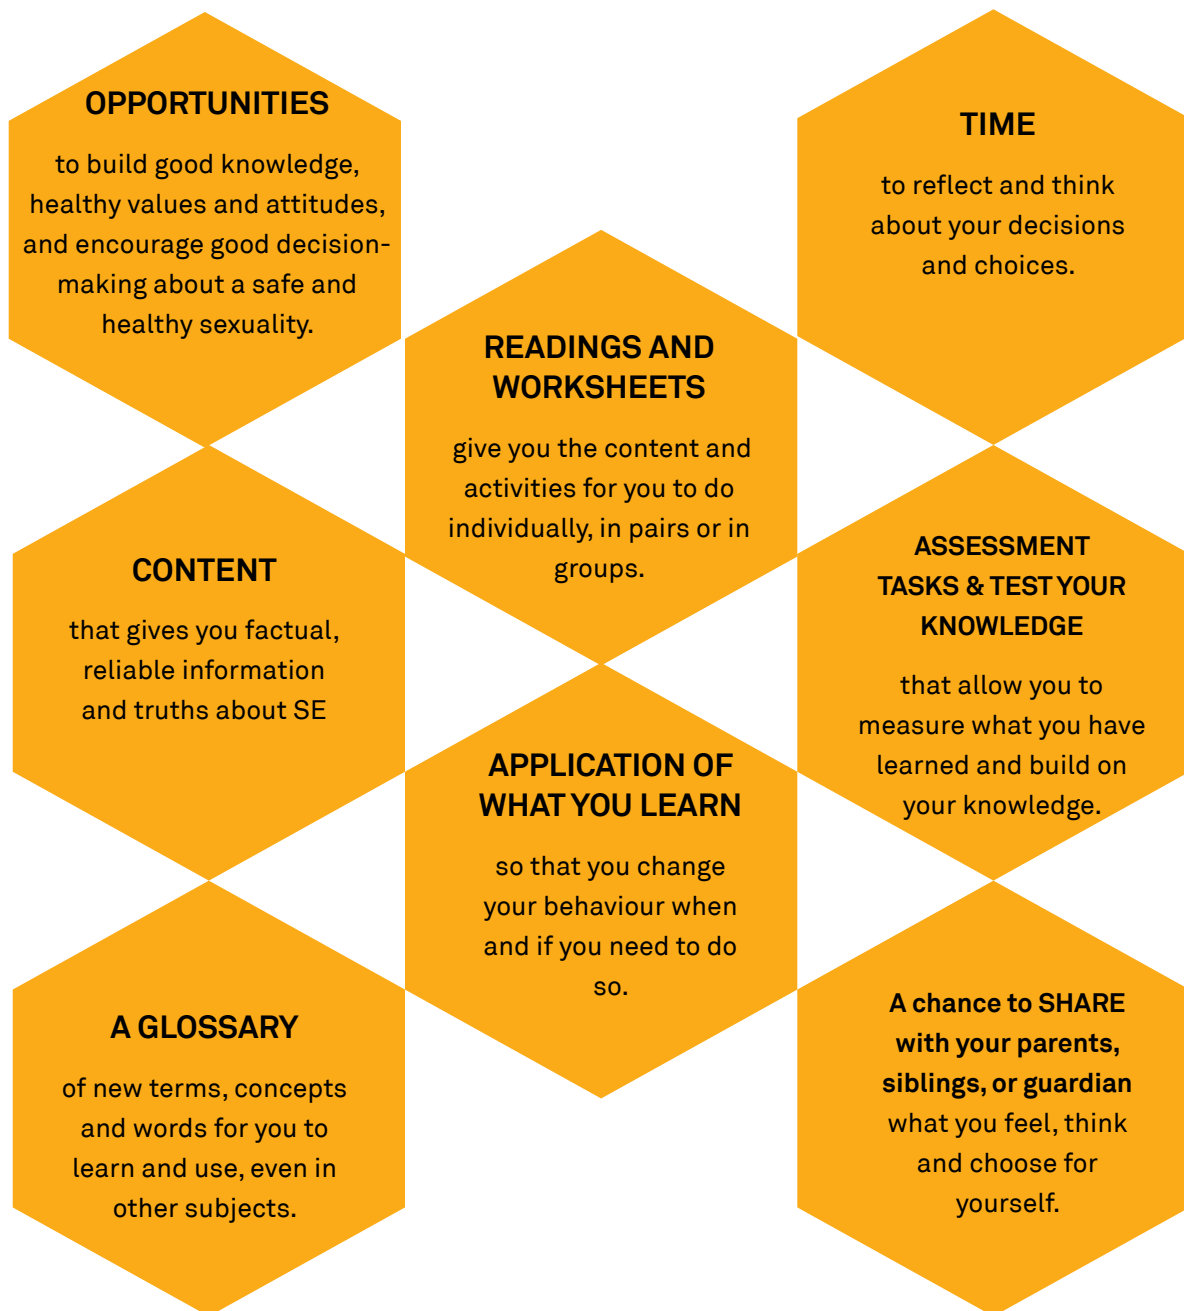 OPPORTUNITIES
to build good knowledge,
healthy values and attitudes,
and encourage good decision-
making about a safe and
healthy sexuality.
TIME
to reflect and think
about your decisions
and choices.
READINGS AND
WORKSHEETS
give you the content and
activities for you to do
individually, in pairs or in
groups.
CONTENT
that gives you factual,
reliable information
and truths about SE
ASSESSMENT
TASKS & TEST YOUR
KNOWLEDGE
that allow you to
measure what you have
learned and build on
your knowledge.
APPLICATION OF
WHAT YOU LEARN
so that you change
your behaviour when
and if you need to do
so.
A GLOSSARY
of new terms, concepts
and words for you to
learn and use, even in
other subjects.
A chance to SHARE
with your parents,
siblings, or guardian
what you feel, think
and choose for
yourself.